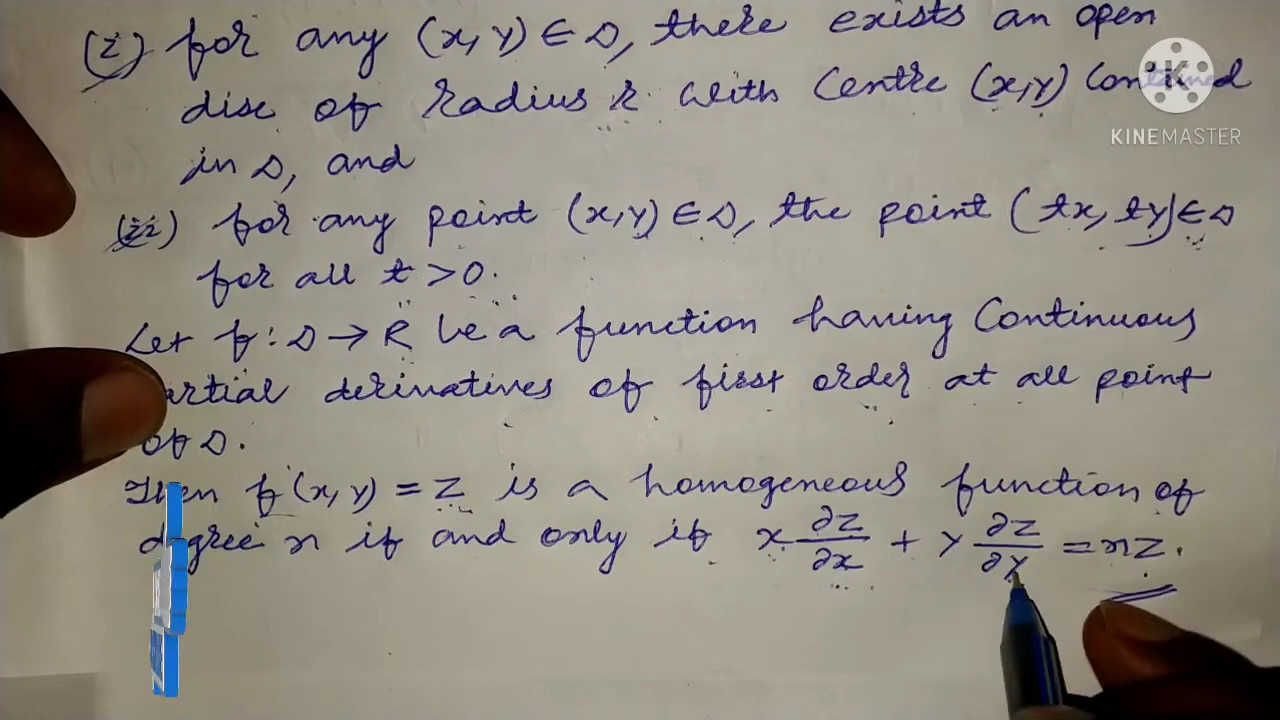 (i) for any (x, y) ∈ D, there exists an open
disc of radius r with centre (x, y) contained
in D, and
(ii) for any point (x, y) ∈ D, the point (tx, ty) ∈ D
for all t > 0.
Let f : D → R be a function having continuous
partial derivatives of first order at all point
of D.
Then f(x, y) = z is a homogeneous function of
degree n if and only if x ∂z/∂x + y ∂z/∂y = nz.
K
KINEMASTER